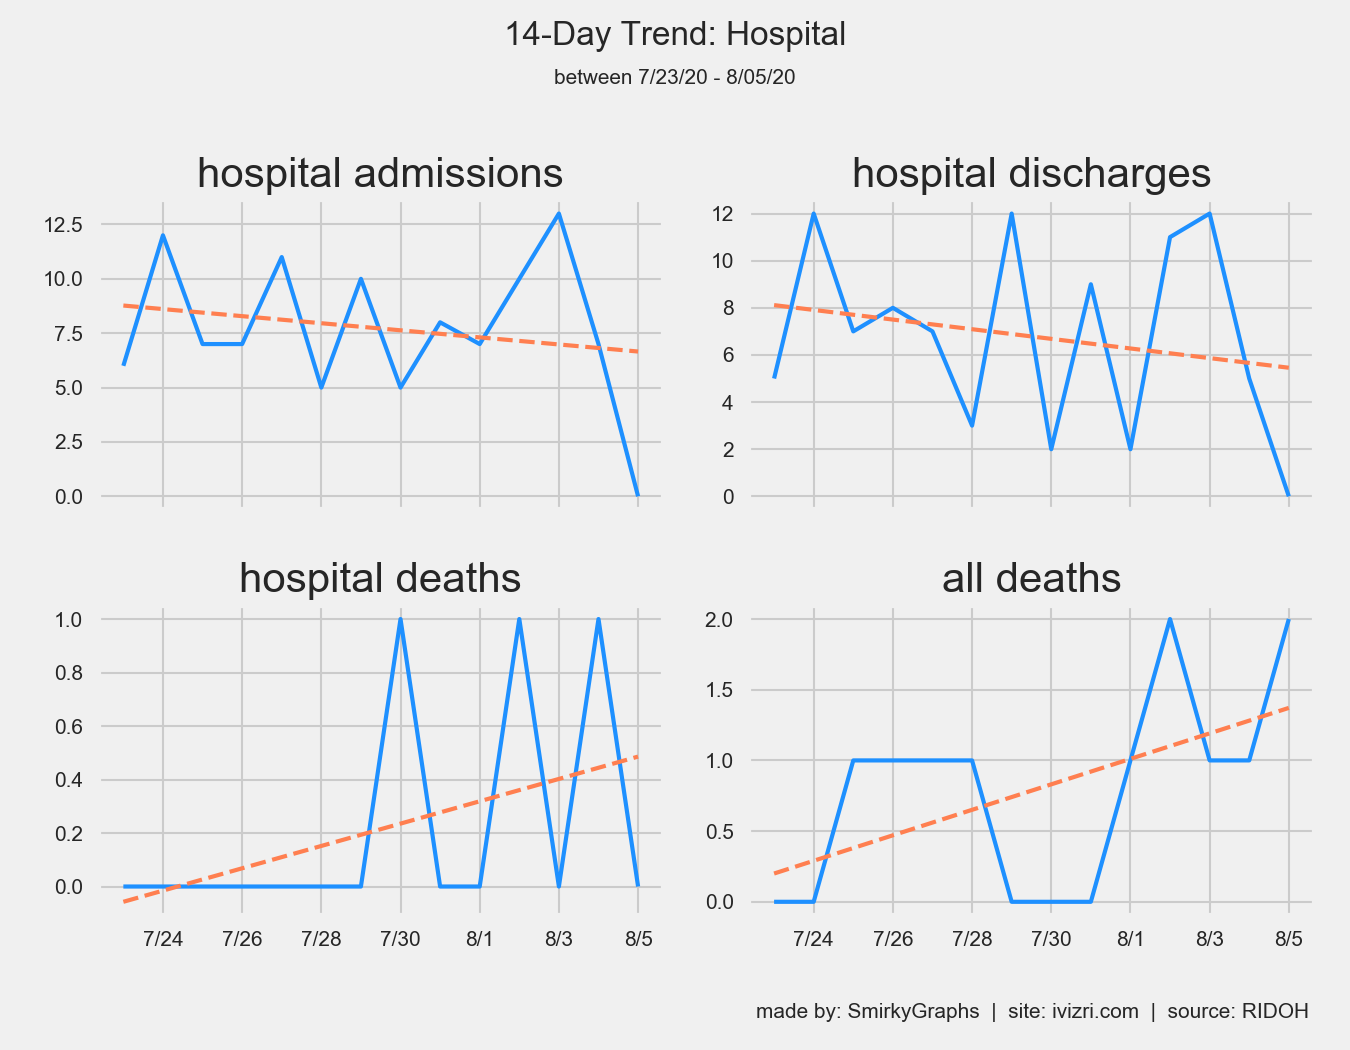 14-Day Trend: Hospital
between 7/23/20 - 8/05/20
hospital admissions
12.5
10.0
7.5
5.0
2.5
0.0
hospital discharges
12
10
8
6
4
2
0
hospital deaths
1.0
0.8
0.6
0.4
0.2
0.0
7/24 7/26 7/28 7/30 8/1 8/3 8/5
all deaths
2.0
1.5
1.0
0.5
0.0
7/24 7/26 7/28 7/30 8/1 8/3 8/5
made by: SmirkyGraphs | site: ivizri.com | source: RIDOH